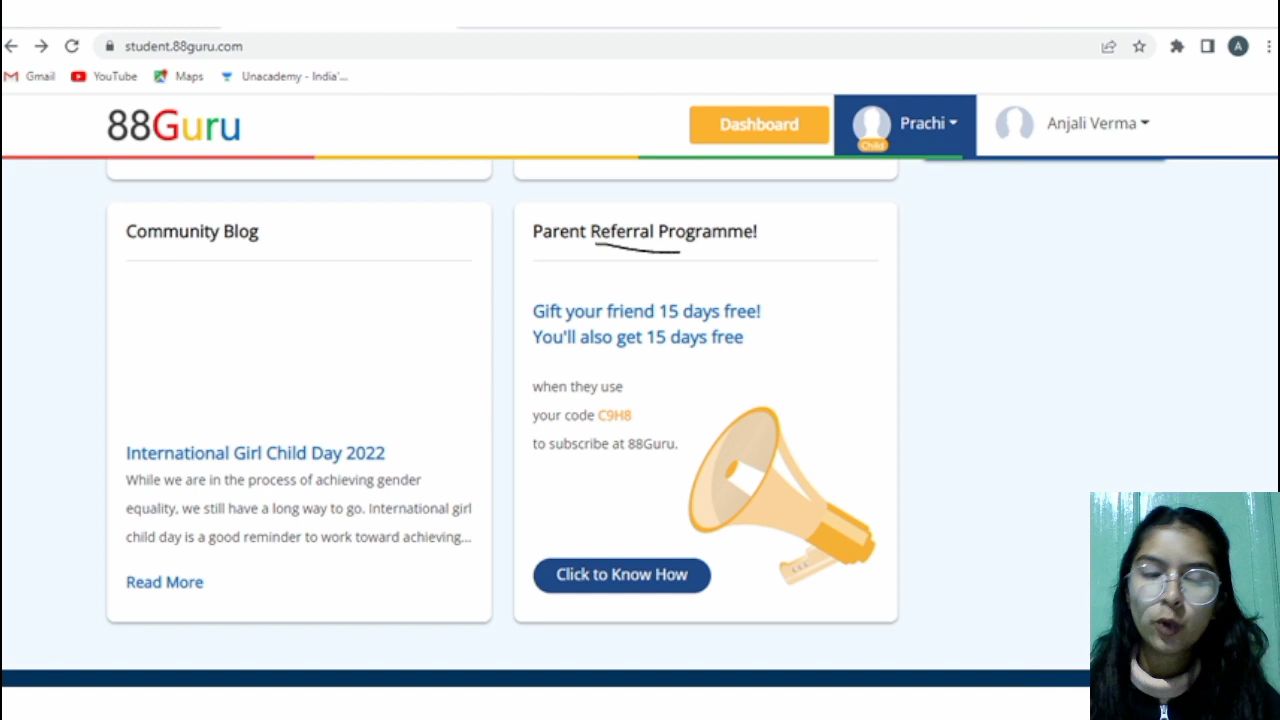 student.88guru.com
A
Gmail YouTube Maps Unacademy - India'...
88Guru
Dashboard
Prachi
Child
Anjali Verma
Community Blog
International Girl Child Day 2022
While we are in the process of achieving gender
equality, we still have a long way to go. International girl
child day is a good reminder to work toward achieving...
Read More
Parent Referral Programme!
Gift your friend 15 days free!
You'll also get 15 days free
when they use
your code C9H8
to subscribe at 88Guru.
Click to Know How